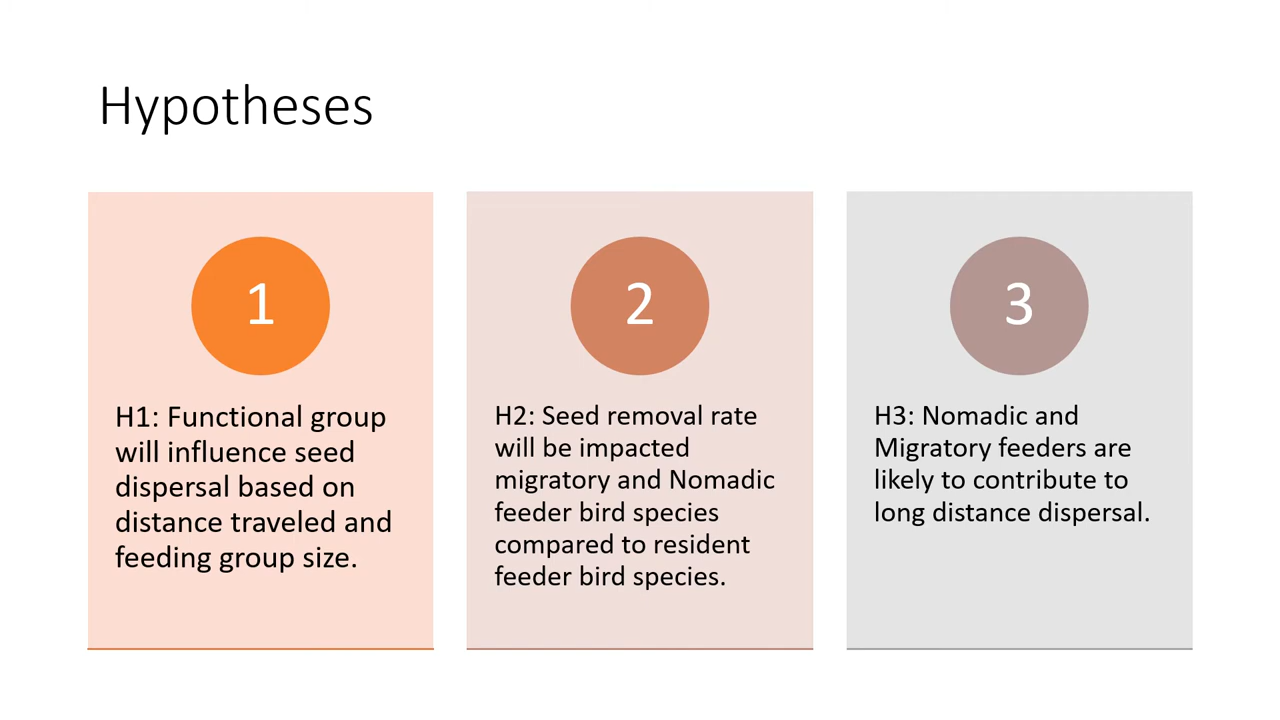 Hypotheses
1
H1: Functional group
will influence seed
dispersal based on
distance traveled and
feeding group size.
2
H2: Seed removal rate
will be impacted
migratory and Nomadic
feeder bird species
compared to resident
feeder bird species.
3
H3: Nomadic and
Migratory feeders are
likely to contribute to
long distance dispersal.